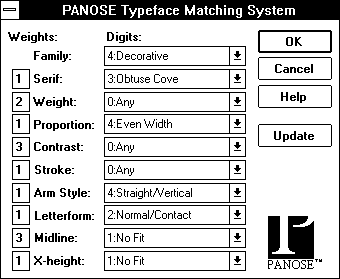 PANOSE Typeface Matching System
Weights: Digits: OK
Family: 4:Decorative
1 Serif: 3:Obtuse Cove Cancel
2 Weight: 0:Any Help
1 Proportion: 4:Even Width Update
3 Contrast: 0:Any
1 Stroke: 0:Any
1 Arm Style: 4:Straight/Vertical
1 Letterform: 2:Normal/Contact
3 Midline: 1:No Fit
1 X-height: 1:No Fit
PANOSE™